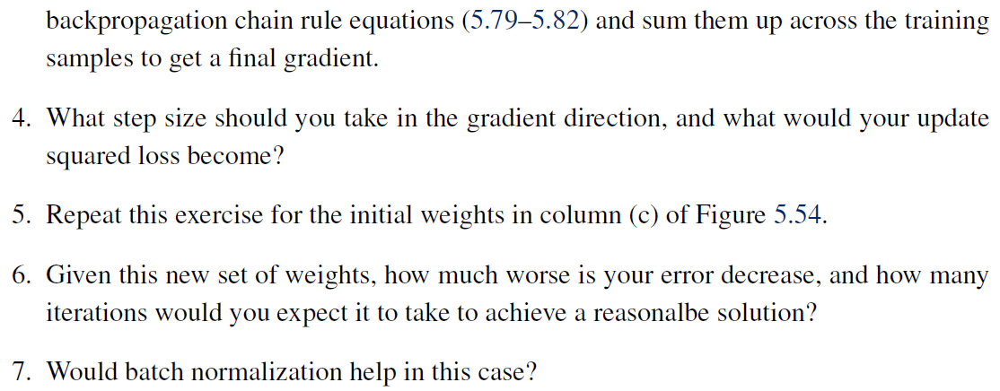 backpropagation chain rule equations (5.79–5.82) and sum them up across the training
samples to get a final gradient.
4. What step size should you take in the gradient direction, and what would your update
squared loss become?
5. Repeat this exercise for the initial weights in column (c) of Figure 5.54.
6. Given this new set of weights, how much worse is your error decrease, and how many
iterations would you expect it to take to achieve a reasonalbe solution?
7. Would batch normalization help in this case?